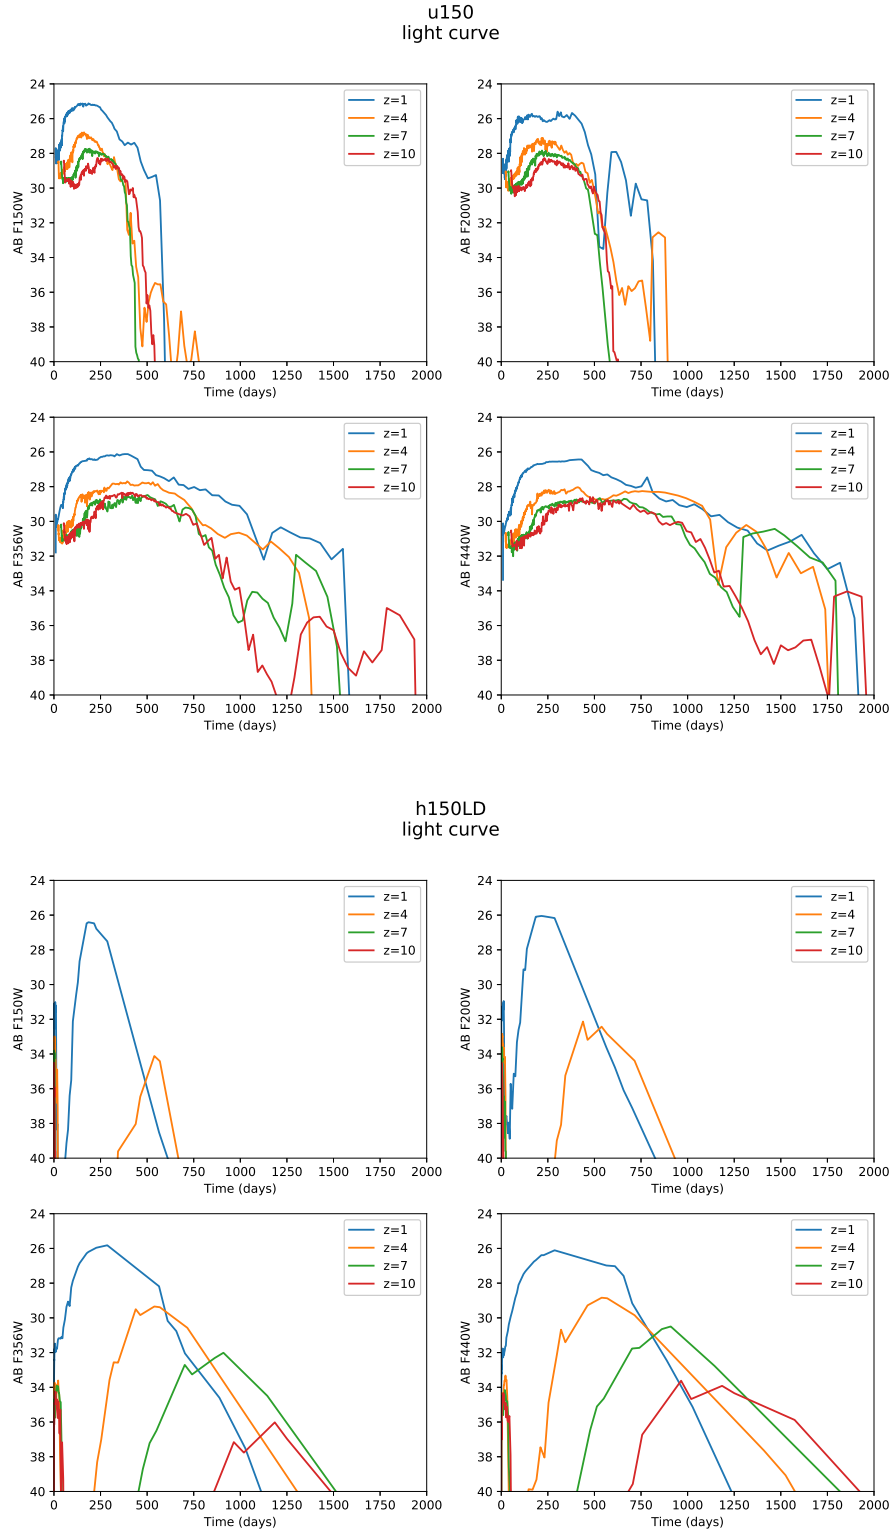 u150
light curve
24
26
28
30
32
34
36
38
40
AB F150W
0
250
500
750
1000
1250
1500
1750
2000
Time (days)
z=1
z=4
z=7
z=10
24
26
28
30
32
34
36
38
40
AB F200W
0
250
500
750
1000
1250
1500
1750
2000
Time (days)
z=1
z=4
z=7
z=10
24
26
28
30
32
34
36
38
40
AB F356W
0
250
500
750
1000
1250
1500
1750
2000
Time (days)
z=1
z=4
z=7
z=10
24
26
28
30
32
34
36
38
40
AB F440W
0
250
500
750
1000
1250
1500
1750
2000
Time (days)
z=1
z=4
z=7
z=10
h150LD
light curve
24
26
28
30
32
34
36
38
40
AB F150W
0
250
500
750
1000
1250
1500
1750
2000
Time (days)
z=1
z=4
z=7
z=10
24
26
28
30
32
34
36
38
40
AB F200W
0
250
500
750
1000
1250
1500
1750
2000
Time (days)
z=1
z=4
z=7
z=10
24
26
28
30
32
34
36
38
40
AB F356W
0
250
500
750
1000
1250
1500
1750
2000
Time (days)
z=1
z=4
z=7
z=10
24
26
28
30
32
34
36
38
40
AB F440W
0
250
500
750
1000
1250
1500
1750
2000
Time (days)
z=1
z=4
z=7
z=10